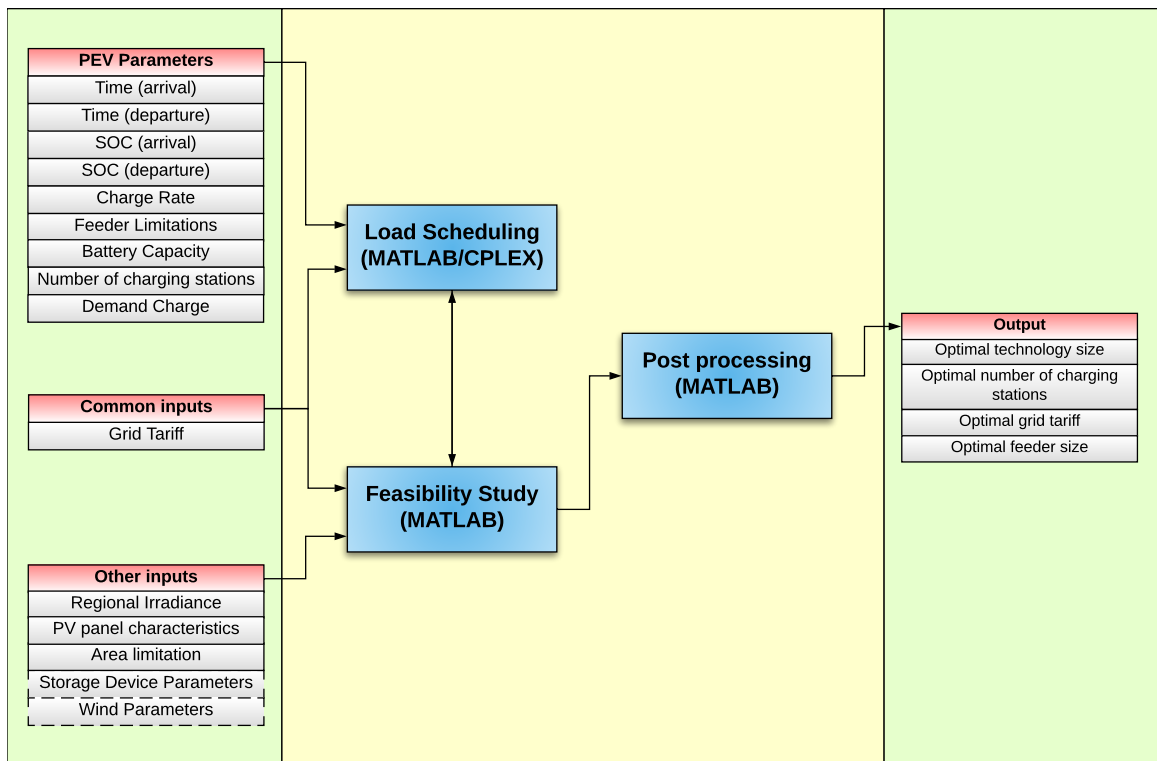 PEV Parameters
Time (arrival)
Time (departure)
SOC (arrival)
SOC (departure)
Charge Rate
Feeder Limitations
Battery Capacity
Number of charging stations
Demand Charge
Common inputs
Grid Tariff
Other inputs
Regional Irradiance
PV panel characteristics
Area limitation
Storage Device Parameters
Wind Parameters
Load Scheduling
(MATLAB/CPLEX)
Feasibility Study
(MATLAB)
Post processing
(MATLAB)
Output
Optimal technology size
Optimal number of charging
stations
Optimal grid tariff
Optimal feeder size